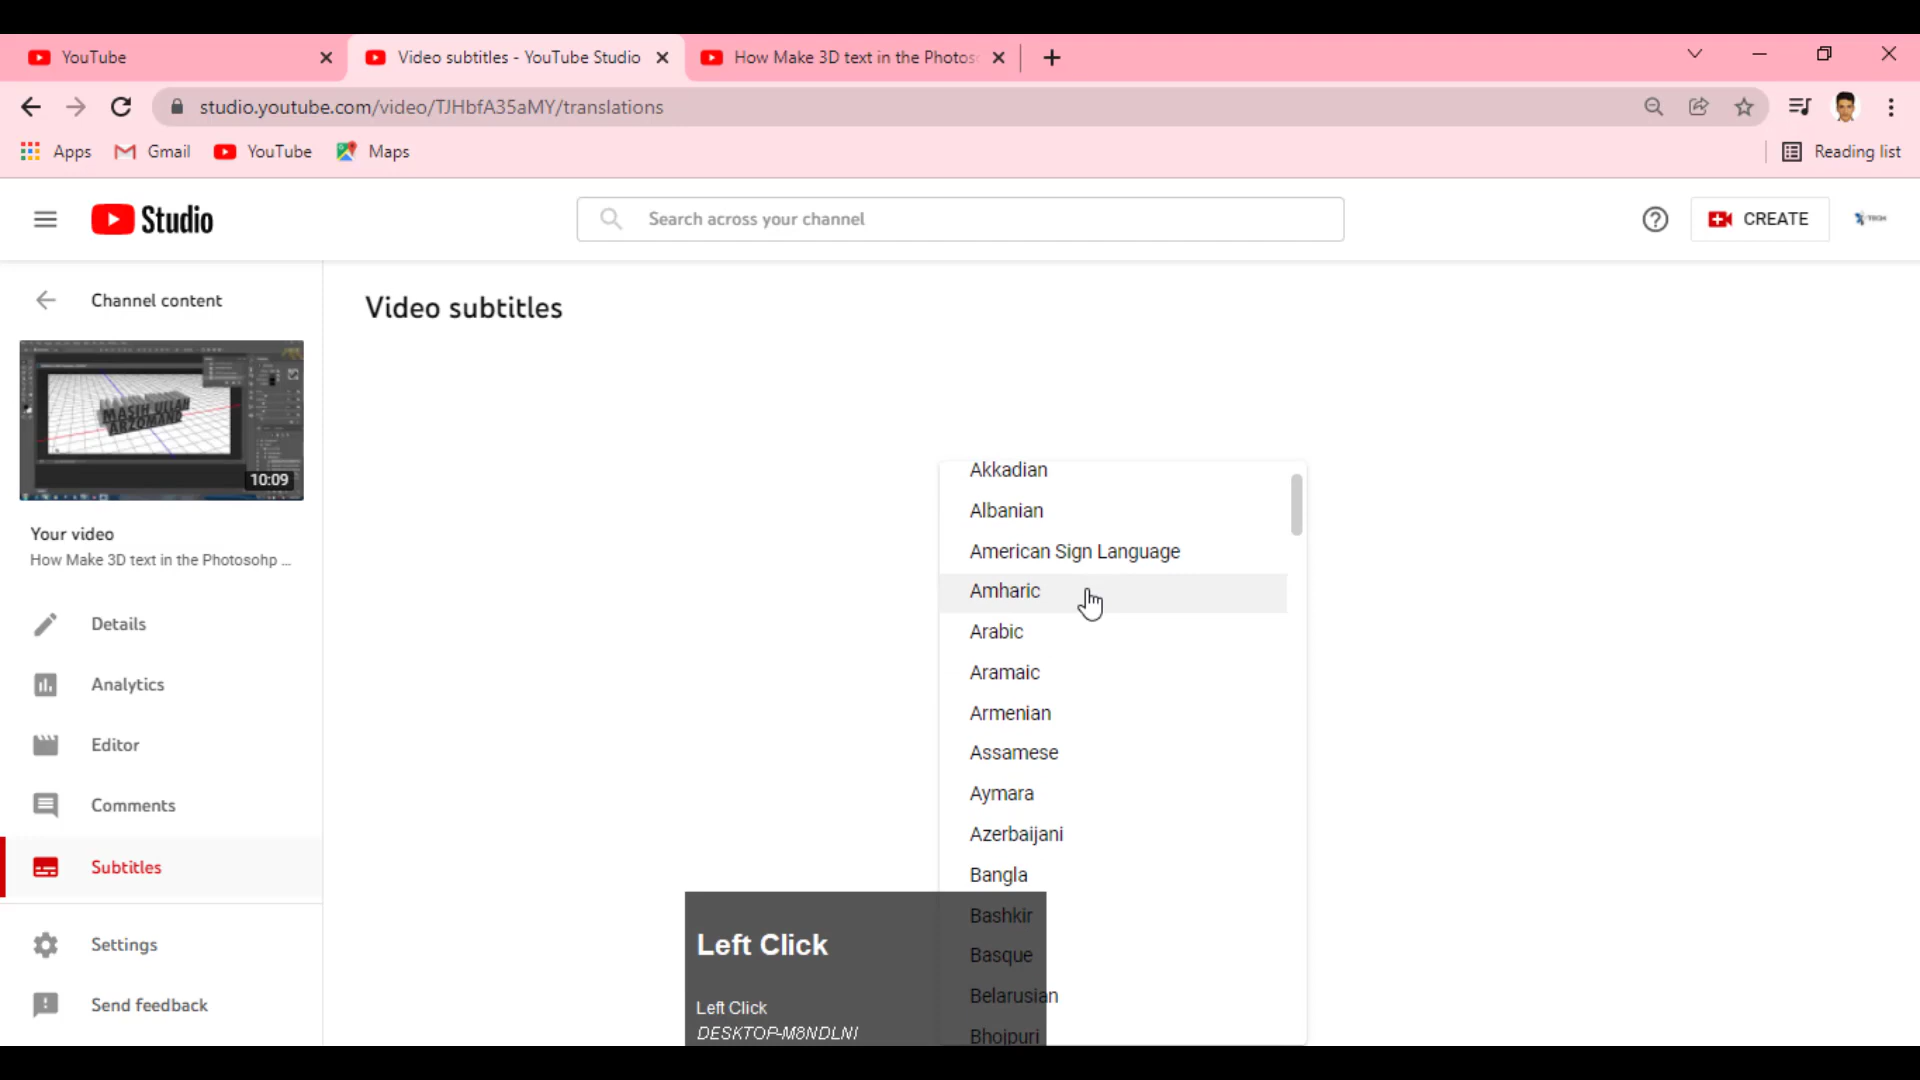 YouTube
Video subtitles - YouTube Studio
How Make 3D text in the Photos
studio.youtube.com/video/TJHbfA35aMY/translations
Apps
Gmail
YouTube
Maps
Reading list
Studio
Search across your channel
CREATE
X-TECH
Channel content
Video subtitles
MASIH ULLAH
ARZOMAND
10:09
Your video
How Make 3D text in the Photosohp ...
Details
Analytics
Editor
Comments
Subtitles
Settings
Send feedback
Akkadian
Albanian
American Sign Language
Amharic
Arabic
Aramaic
Armenian
Assamese
Aymara
Azerbaijani
Bangla
Bashkir
Basque
Belarusian
Bhojpuri
Left Click
Left Click
DESKTOP-M8NDLNI